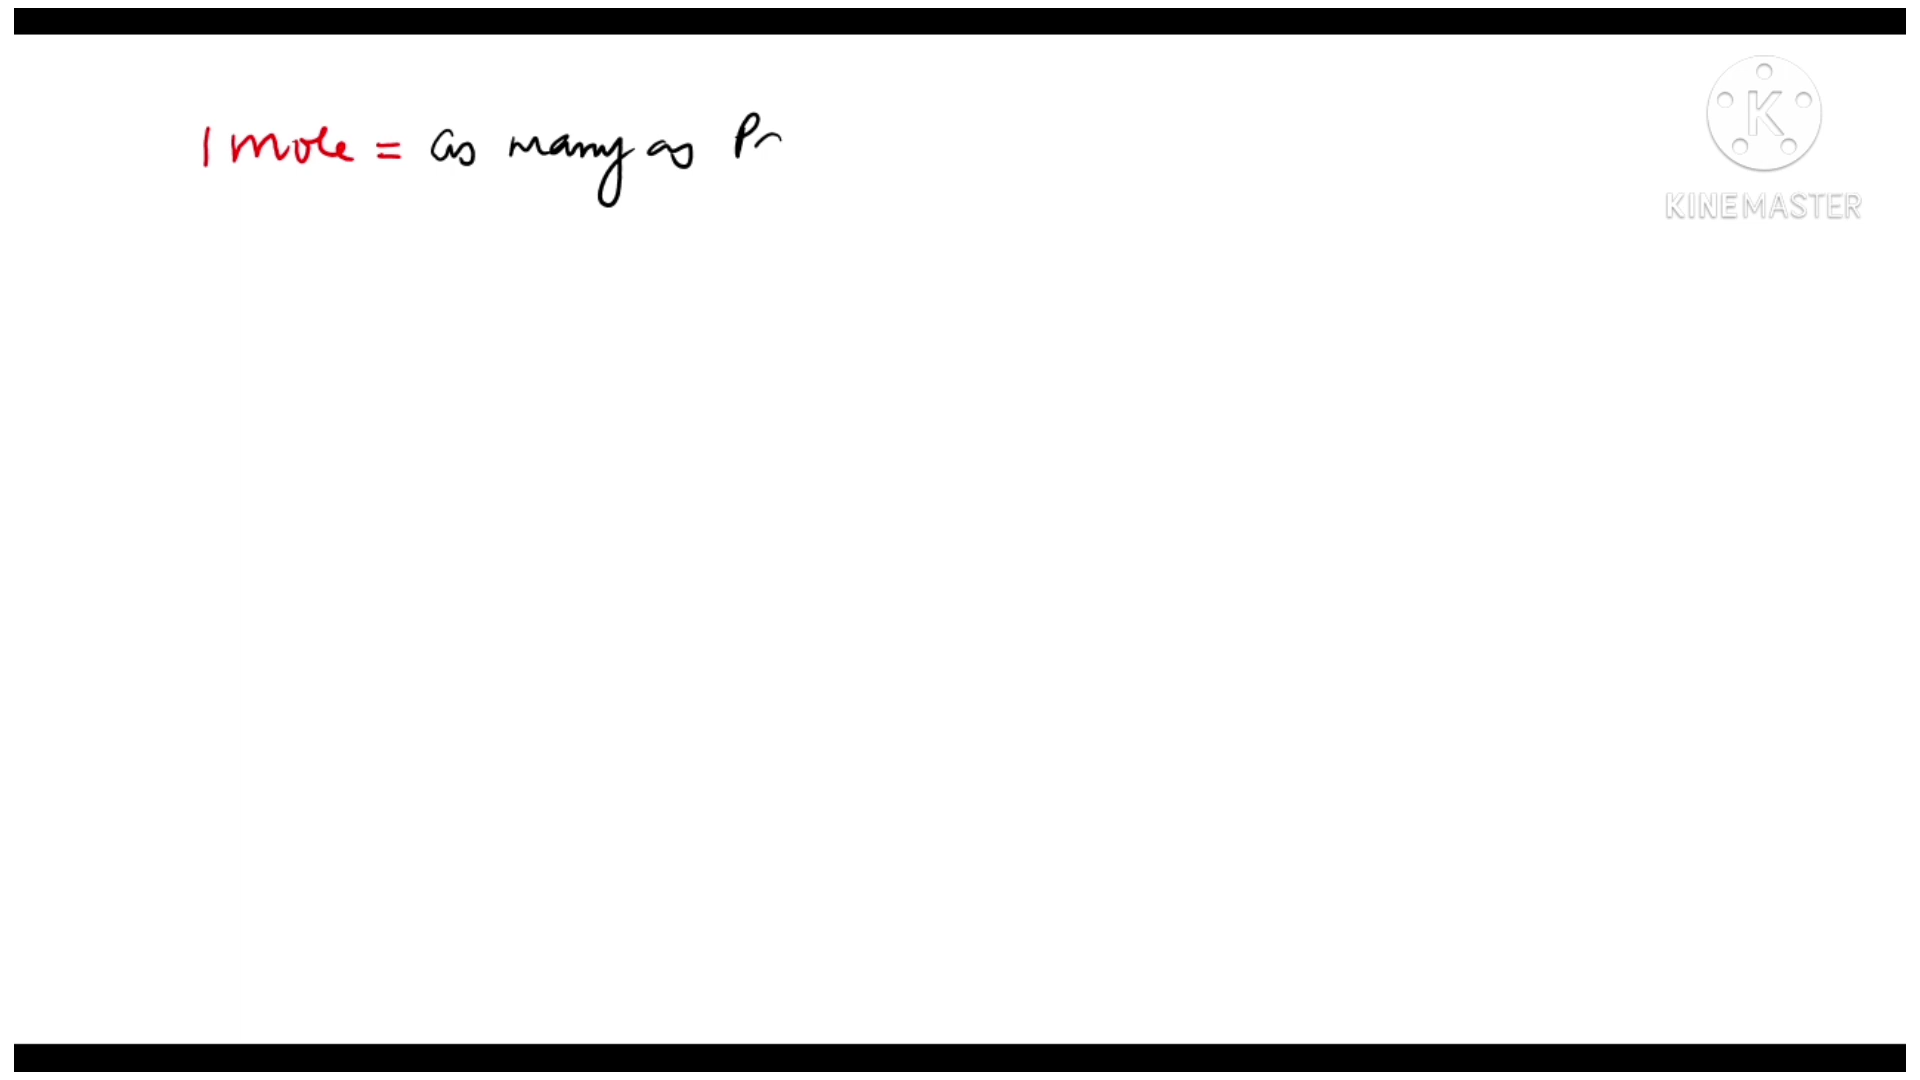 1 mole = as many as
K
KINEMASTER